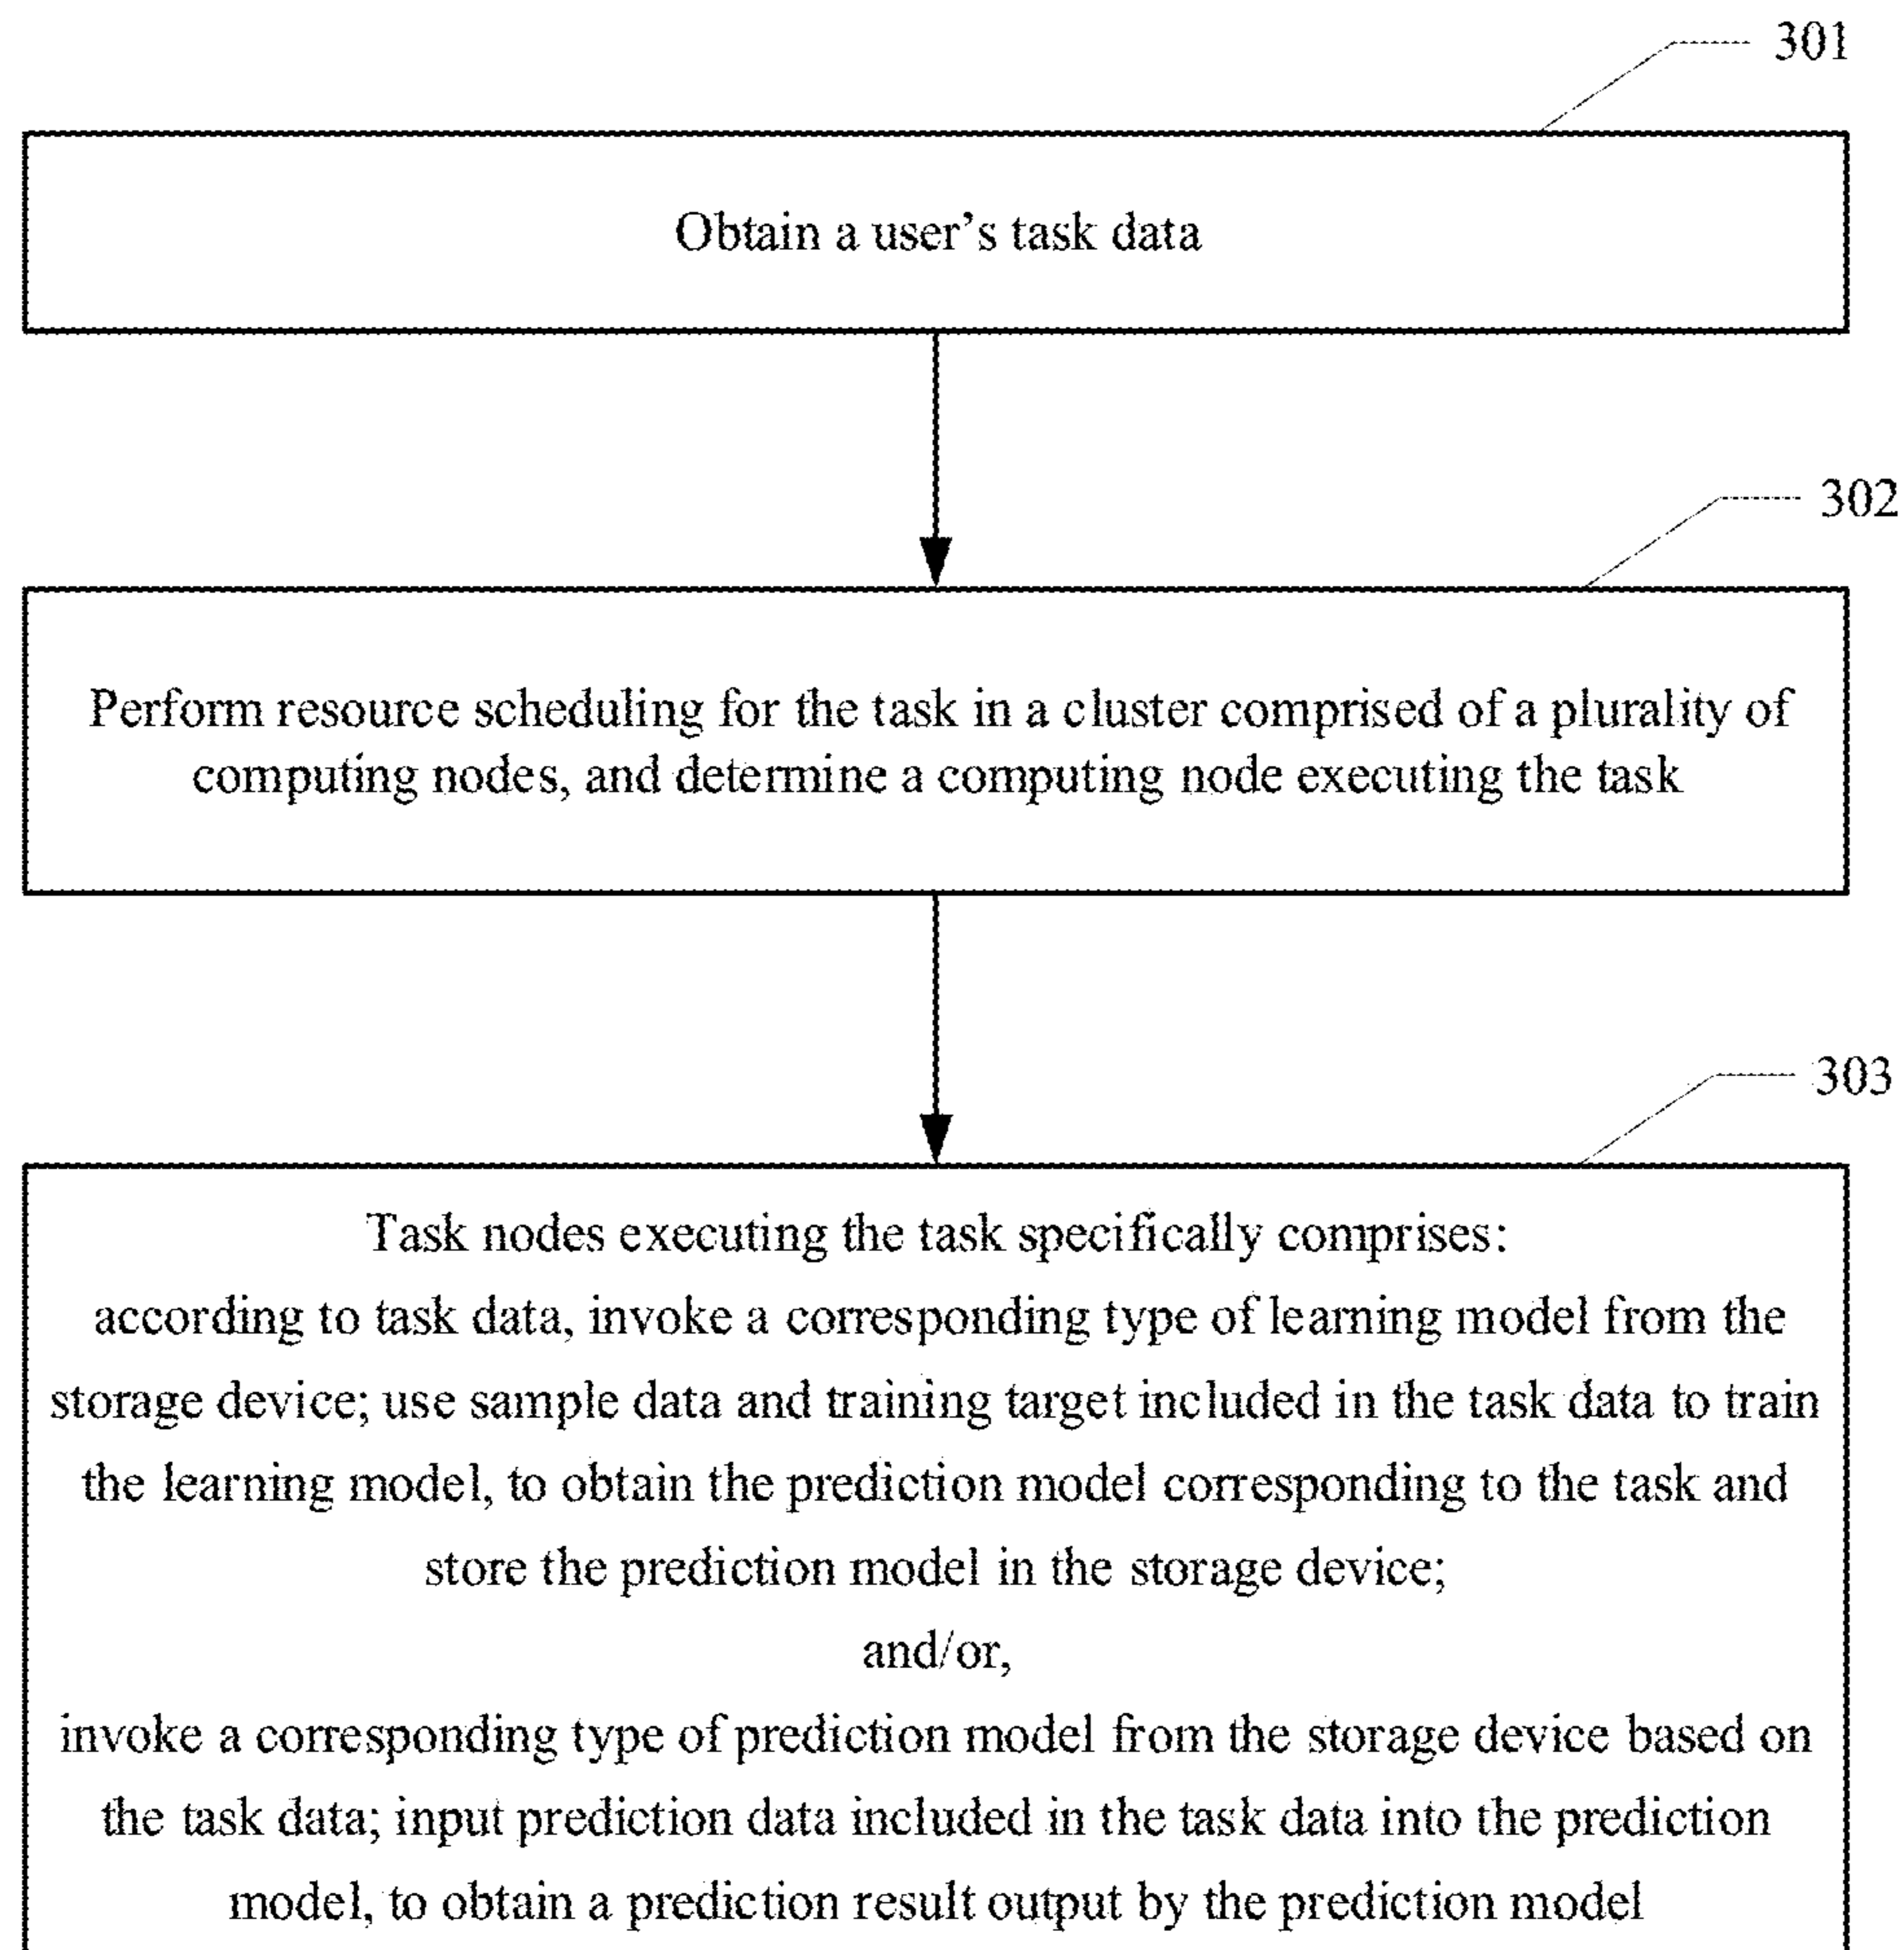 301
Obtain a user's task data
302
Perform resource scheduling for the task in a cluster comprised of a plurality of
computing nodes, and determine a computing node executing the task
303
Task nodes executing the task specifically comprises:
according to task data, invoke a corresponding type of learning model from the
storage device; use sample data and training target included in the task data to train
the learning model, to obtain the prediction model corresponding to the task and
store the prediction model in the storage device;
and/or,
invoke a corresponding type of prediction model from the storage device based on
the task data; input prediction data included in the task data into the prediction
model, to obtain a prediction result output by the prediction model